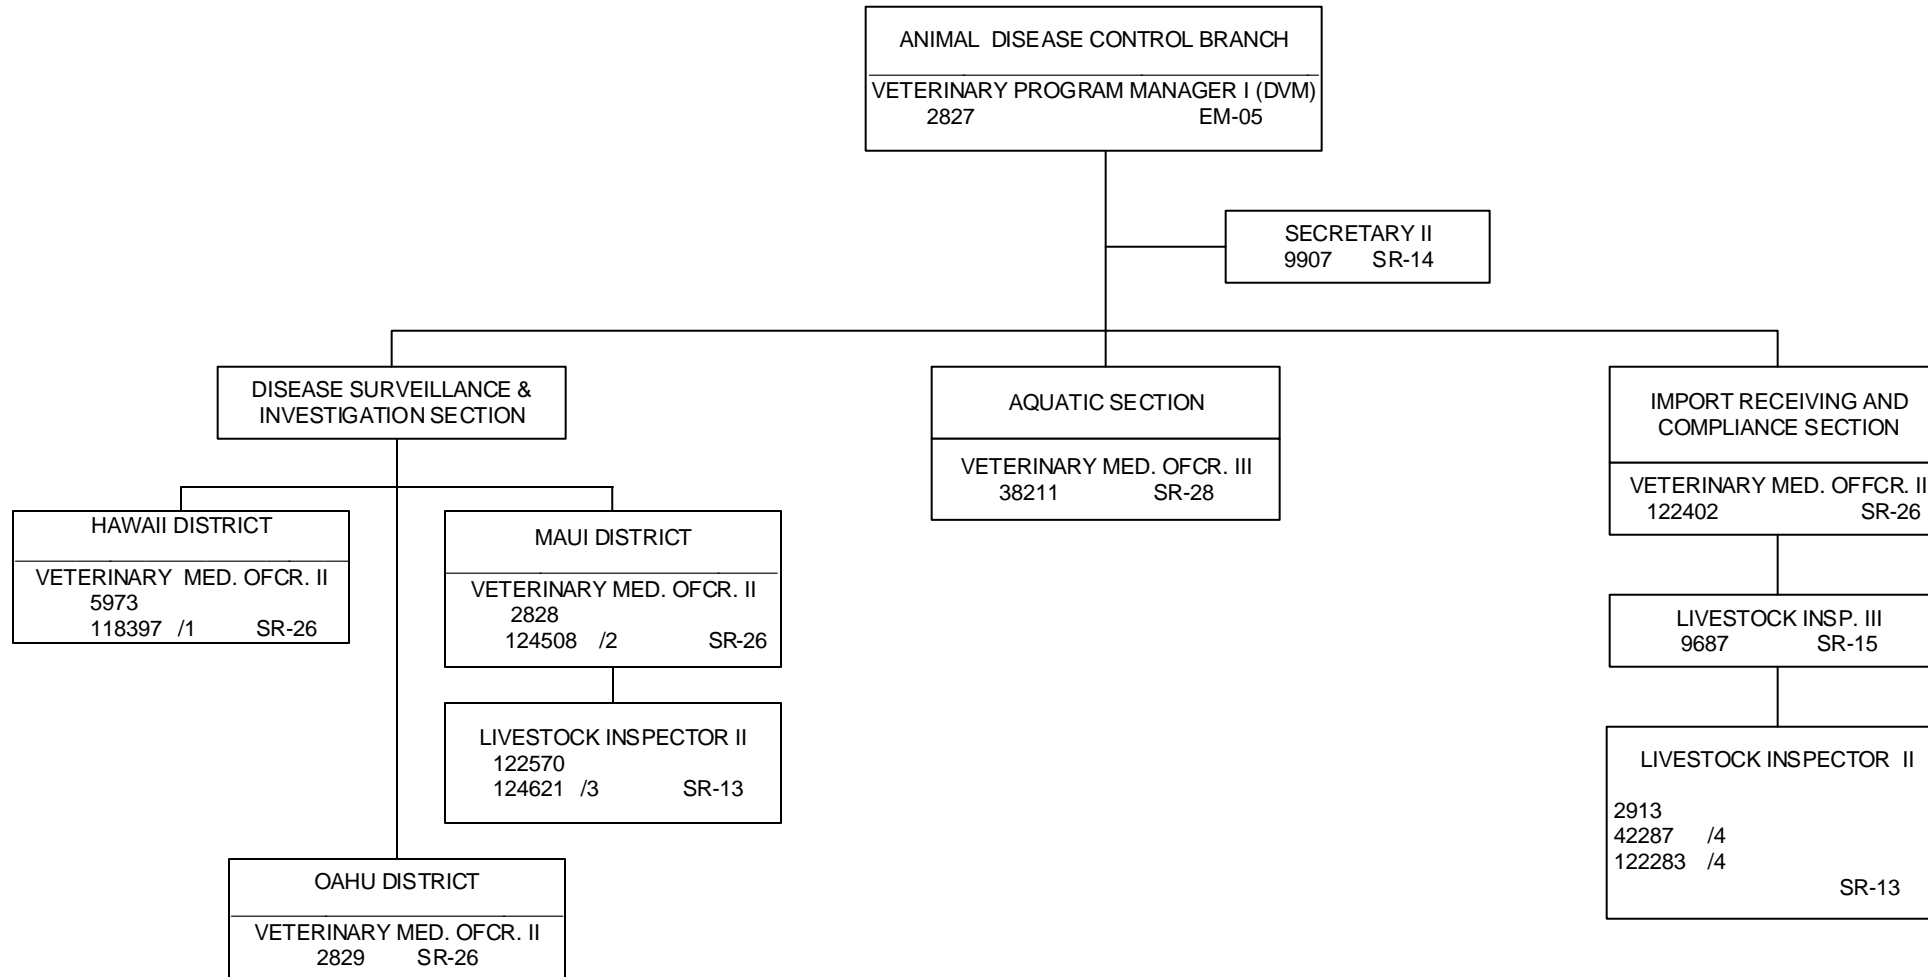 ANIMAL DISEASE CONTROL BRANCH
VETERINARY PROGRAM MANAGER I (DVM)
2827 EM-05
SECRETARY II
9907 SR-14
DISEASE SURVEILLANCE &
INVESTIGATION SECTION
AQUATIC SECTION
VETERINARY MED. OFCR. III
38211 SR-28
IMPORT RECEIVING AND
COMPLIANCE SECTION
VETERINARY MED. OFFCR. II
122402 SR-26
HAWAII DISTRICT
VETERINARY MED. OFCR. II
5973
118397 /1 SR-26
MAUI DISTRICT
VETERINARY MED. OFCR. II
2828
124508 /2 SR-26
LIVESTOCK INSP. III
9687 SR-15
LIVESTOCK INSPECTOR II
122570
124621 /3 SR-13
LIVESTOCK INSPECTOR II
2913
42287 /4
122283 /4
SR-13
OAHU DISTRICT
VETERINARY MED. OFCR. II
2829 SR-26